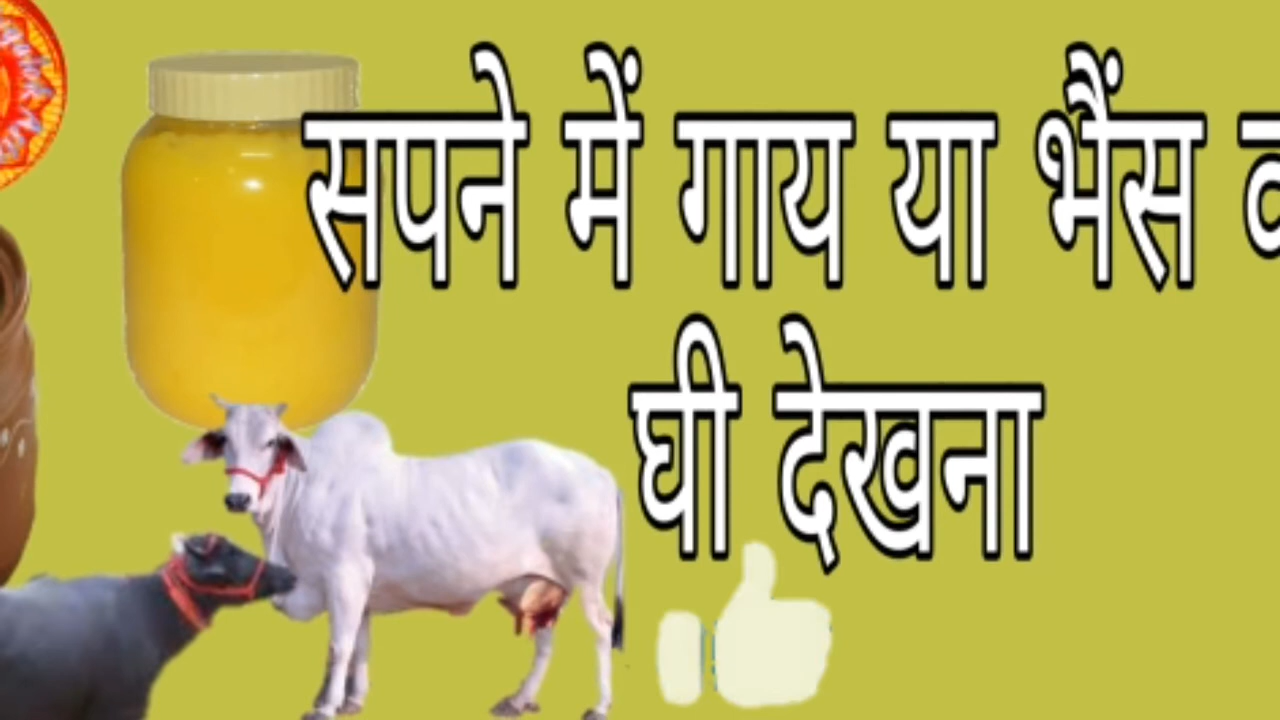 सपने में गाय या भैंस
घी देखना